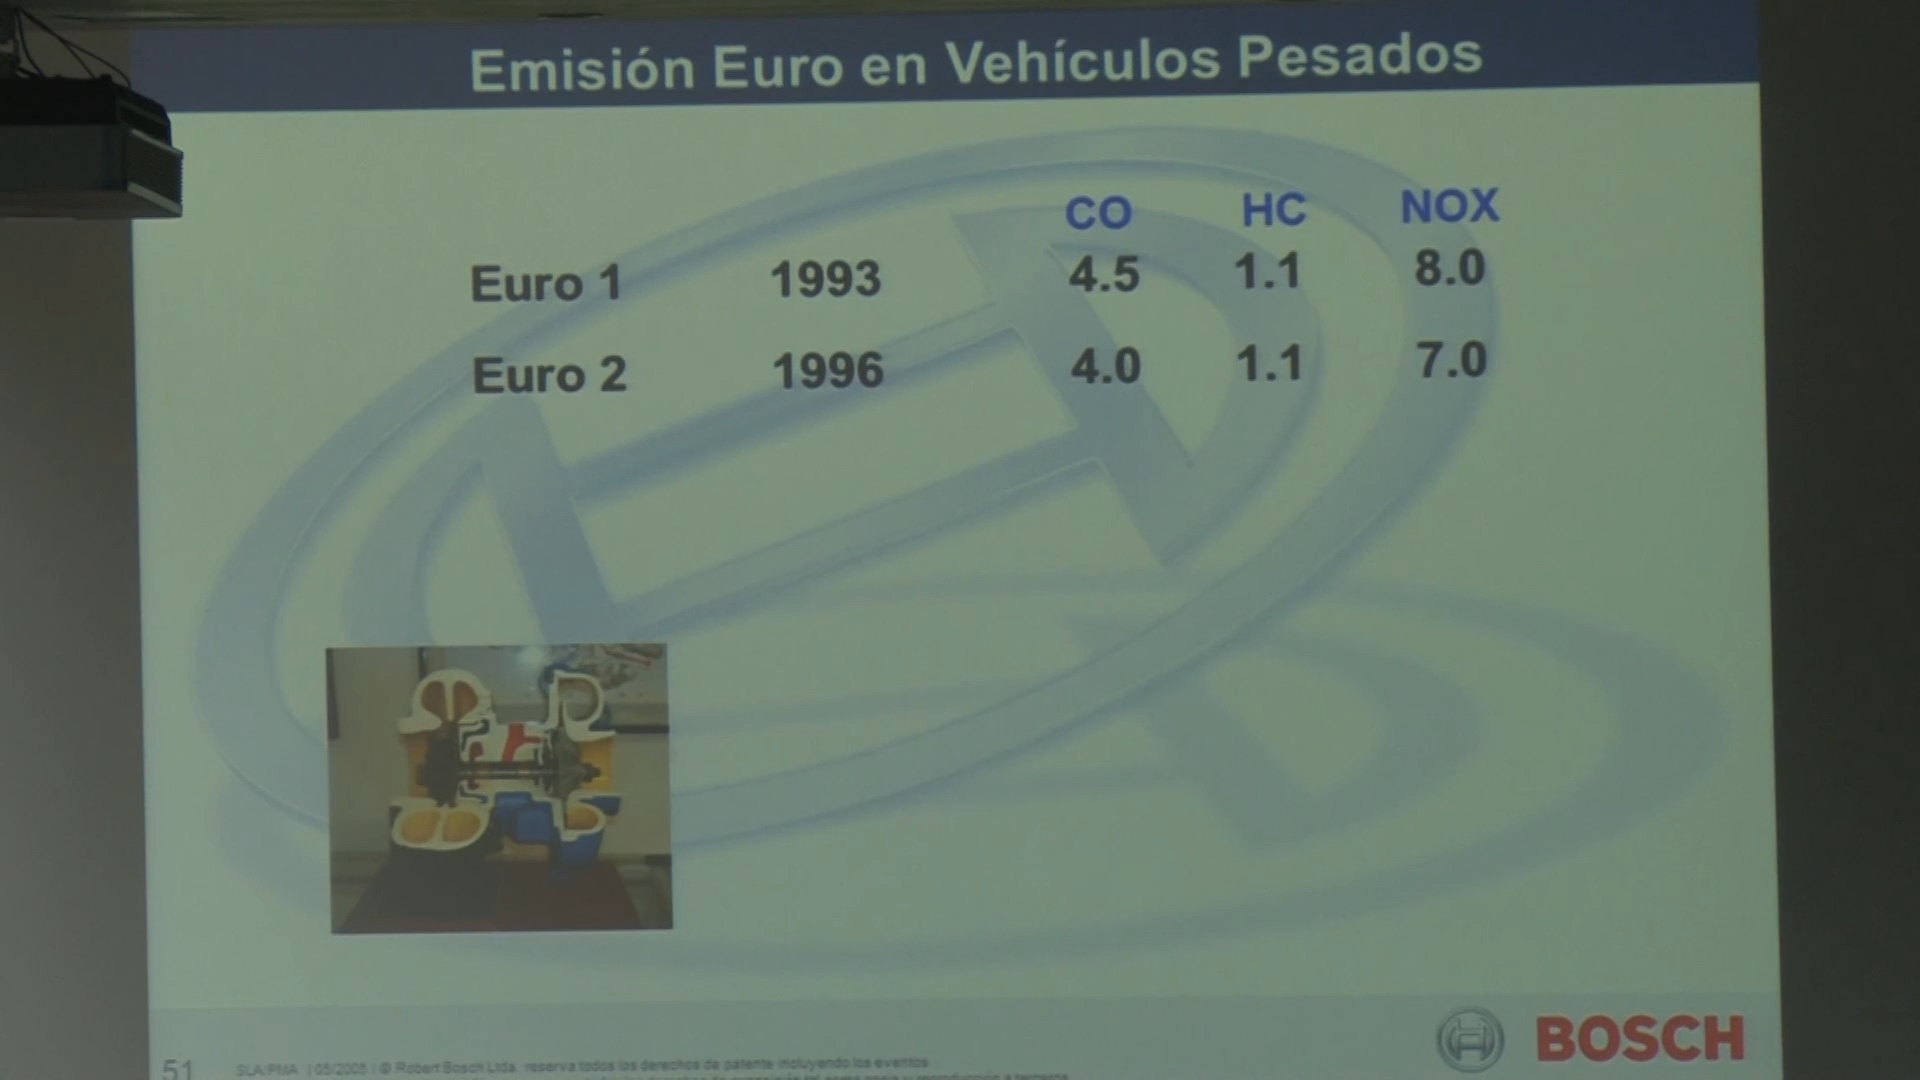 Emisión Euro en Vehículos Pesados
CO HC NOX
Euro 1 1993 4.5 1.1 8.0
Euro 2 1996 4.0 1.1 7.0
BOSCH
51 SLA/PMA | 05/2005 | © Robert Bosch Ltda. reserva todos los derechos de patente incluyendo los eventos